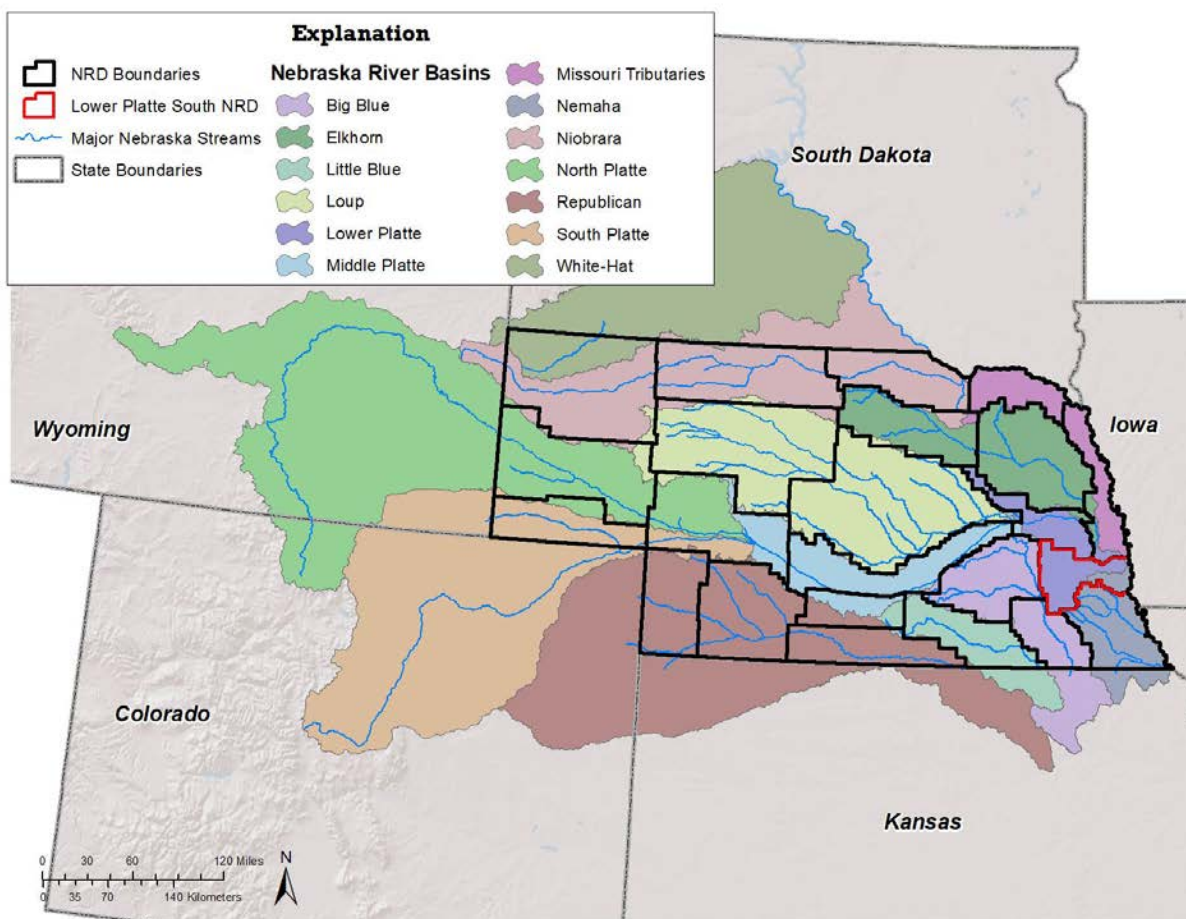 Explanation
NRD Boundaries
Lower Platte South NRD
Major Nebraska Streams
State Boundaries
Nebraska River Basins
Big Blue
Elkhorn
Little Blue
Loup
Lower Platte
Middle Platte
Missouri Tributaries
Nemaha
Niobrara
North Platte
Republican
South Platte
White-Hat
South Dakota
Wyoming
Iowa
Colorado
Kansas
0 30 60 120 Miles
0 35 70 140 Kilometers
N